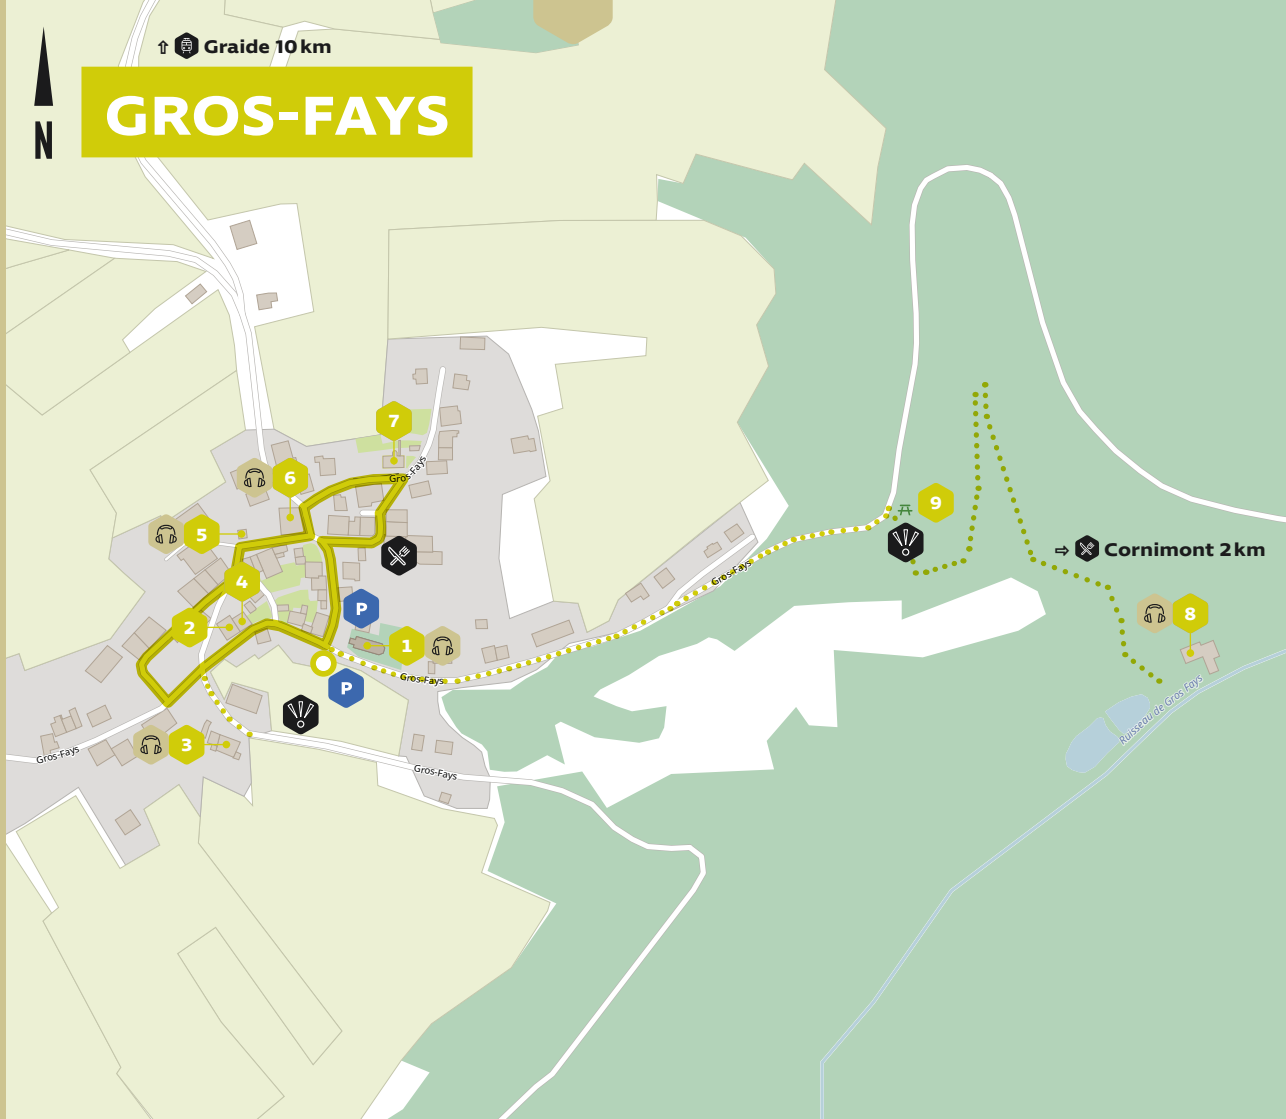 ⇧ Graide 10 km
GROS-FAYS
N
7
Gros-Fays
6
5
9
4
Cornimont 2 km
Gros-Fays
P
8
2
1
Gros-Fays
P
Ruisseau de Gros Fays
3
Gros-Fays
Gros-Fays